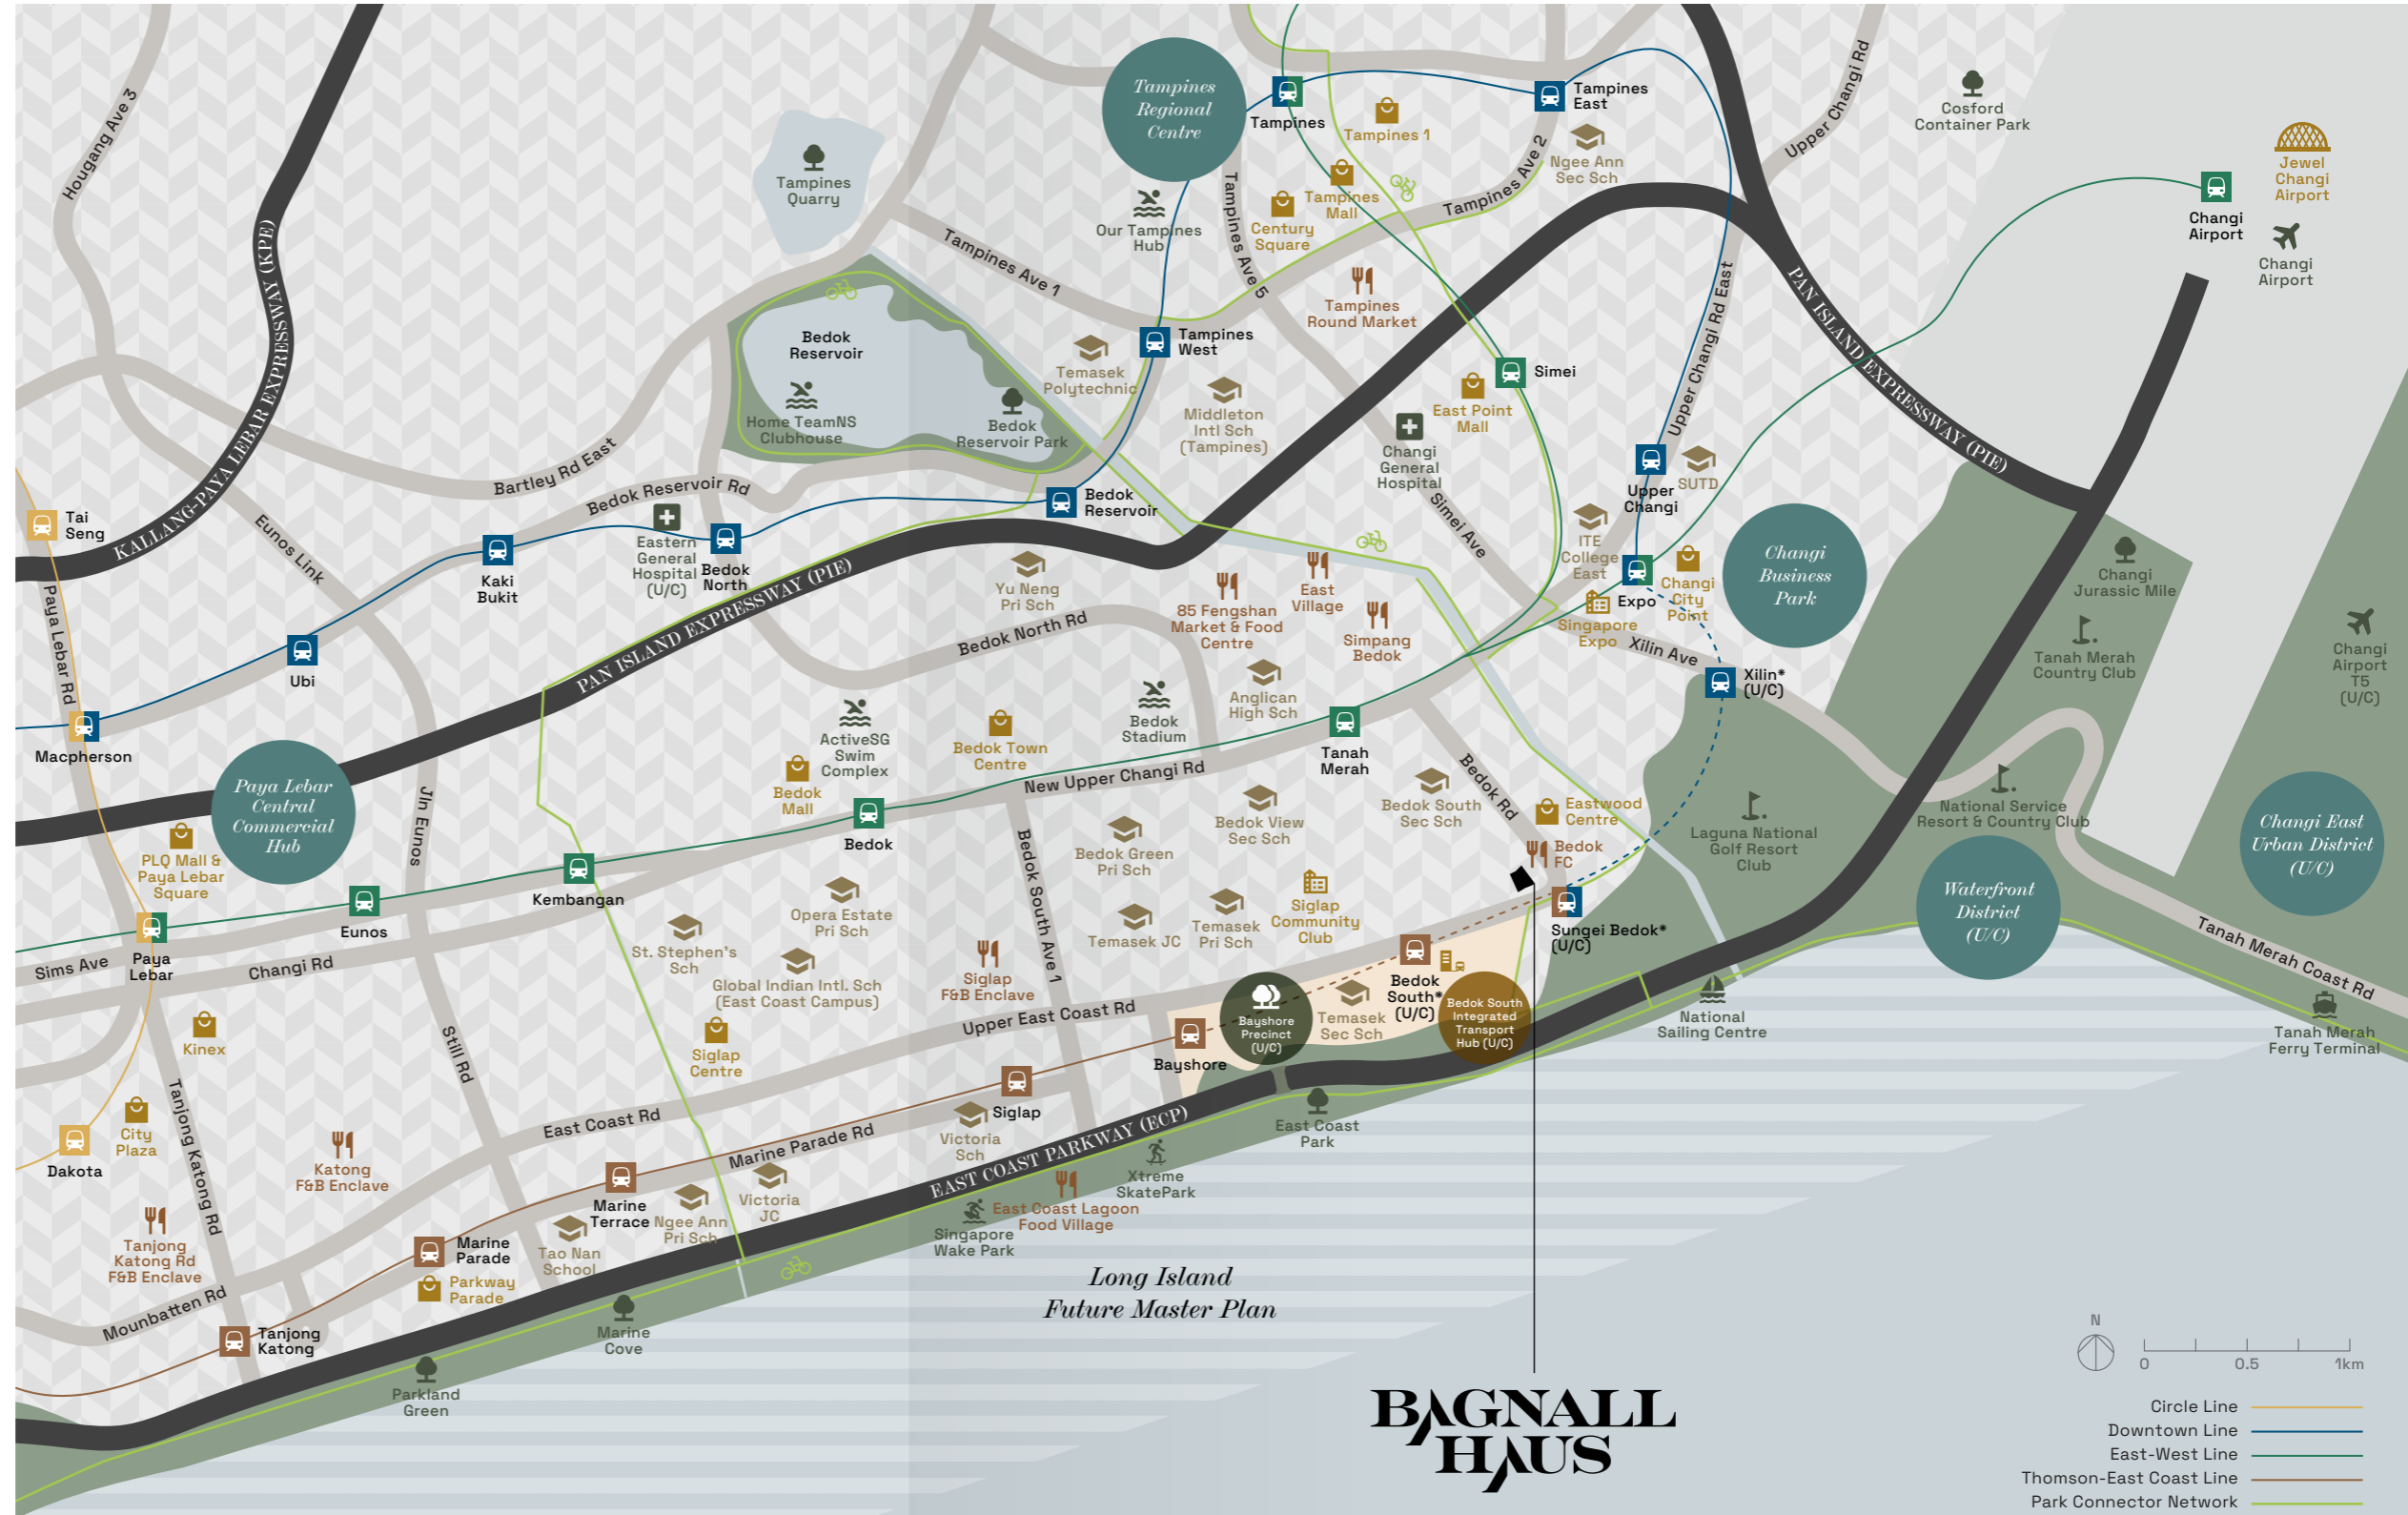 Hougang Ave 3
KALLANG-PAYA LEBAR EXPRESSWAY (KPE)
Tampines
Quarry
Tampines
Regional
Centre
Tampines
Tampines 1
Tampines
East
Ngee Ann
Sec Sch
Upper Changi Rd
Cosford
Container Park
Jewel
Changi
Airport
Changi
Airport
Changi
Airport
Our Tampines
Hub
Tampines
Mall
Century
Square
Tampines Ave 2
Tampines Ave 5
Tampines Ave 1
Tampines
Round Market
Upper Changi Rd East
PAN ISLAND EXPRESSWAY (PIE)
Bedok
Reservoir
Home TeamNS
Clubhouse
Bedok
Reservoir Park
Temasek
Polytechnic
Tampines
West
Middleton
Intl Sch
(Tampines)
Simei
East Point
Mall
Changi
General
Hospital
Simei Ave
Upper
Changi
SUTD
Bartley Rd East
Bedok Reservoir Rd
Eunos Link
Tai
Seng
Paya Lebar Rd
Kaki
Bukit
Eastern
General
Hospital
(U/C)
Bedok
North
Bedok
Reservoir
PAN ISLAND EXPRESSWAY (PIE)
Yu Neng
Pri Sch
Bedok North Rd
85 Fengshan
Market & Food
Centre
East
Village
Simpang
Bedok
ITE
College
East
Expo
Singapore
Expo
Changi
City
Point
Changi
Business
Park
Xilin Ave
Xilin*
(U/C)
Changi
Jurassic Mile
Tanah Merah
Country Club
Changi
Airport
T5
(U/C)
Ubi
Macpherson
Paya Lebar
Central
Commercial
Hub
PLQ Mall &
Paya Lebar
Square
Jln Eunos
ActiveSG
Swim
Complex
Bedok
Mall
Bedok
Bedok Town
Centre
Bedok
Stadium
Anglican
High Sch
Tanah
Merah
New Upper Changi Rd
Bedok Rd
Bedok South
Sec Sch
Bedok View
Sec Sch
Bedok Green
Pri Sch
Eastwood
Centre
Bedok
FC
Laguna National
Golf Resort
Club
National Service
Resort & Country Club
Changi East
Urban District
(U/C)
Waterfront
District
(U/C)
Tanah Merah Coast Rd
Tanah Merah
Ferry Terminal
National
Sailing Centre
Kembangan
Eunos
Paya
Lebar
Sims Ave
Changi Rd
Opera Estate
Pri Sch
St. Stephen's
Sch
Global Indian Intl. Sch
(East Coast Campus)
Siglap
F&B Enclave
Bedok South Ave 1
Temasek JC
Temasek
Pri Sch
Siglap
Community
Club
Sungei Bedok*
(U/C)
Bedok
South*
(U/C)
Bedok South
Integrated
Transport
Hub (U/C)
Temasek
Sec Sch
Bayshore
Precinct
(U/C)
Bayshore
Upper East Coast Rd
Kinex
Siglap
Centre
Still Rd
Siglap
Victoria
Sch
East Coast Rd
Marine Parade Rd
EAST COAST PARKWAY (ECP)
East Coast
Park
Xtreme
SkatePark
East Coast Lagoon
Food Village
Singapore
Wake Park
Dakota
City
Plaza
Tanjong Katong Rd
Katong
F&B Enclave
Tanjong
Katong Rd
F&B Enclave
Mounbatten Rd
Marine
Terrace
Ngee Ann
Pri Sch
Victoria
JC
Tao Nan
School
Marine
Parade
Parkway
Parade
Tanjong
Katong
Marine
Cove
Parkland
Green
Long Island
Future Master Plan
BAGNALL
HAUS
N
0 0.5 1km
Circle Line
Downtown Line
East-West Line
Thomson-East Coast Line
Park Connector Network